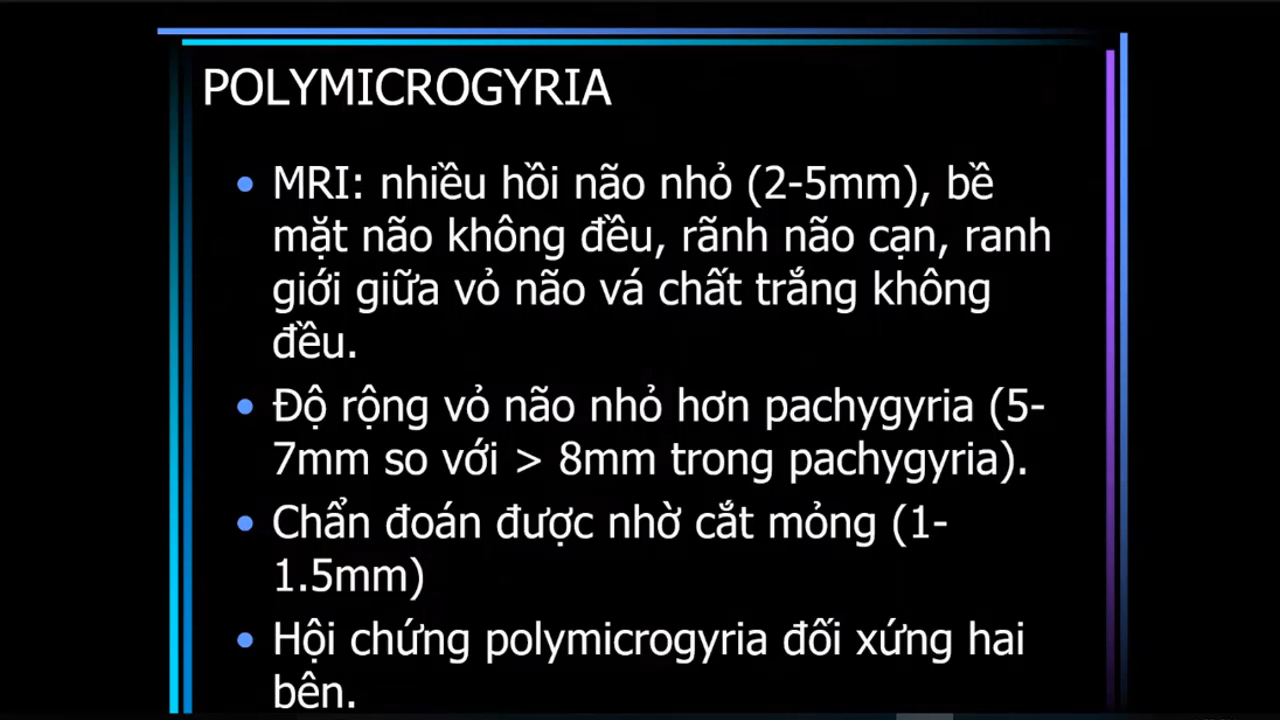 POLYMICROGYRIA
• MRI: nhiều hồi não nhỏ (2-5mm), bề
mặt não không đều, rãnh não cạn, ranh
giới giữa vỏ não vá chất trắng không
đều.
• Độ rộng vỏ não nhỏ hơn pachygyria (5-
7mm so với > 8mm trong pachygyria).
• Chẩn đoán được nhờ cắt mỏng (1-
1.5mm)
• Hội chứng polymicrogyria đối xứng hai
bên.